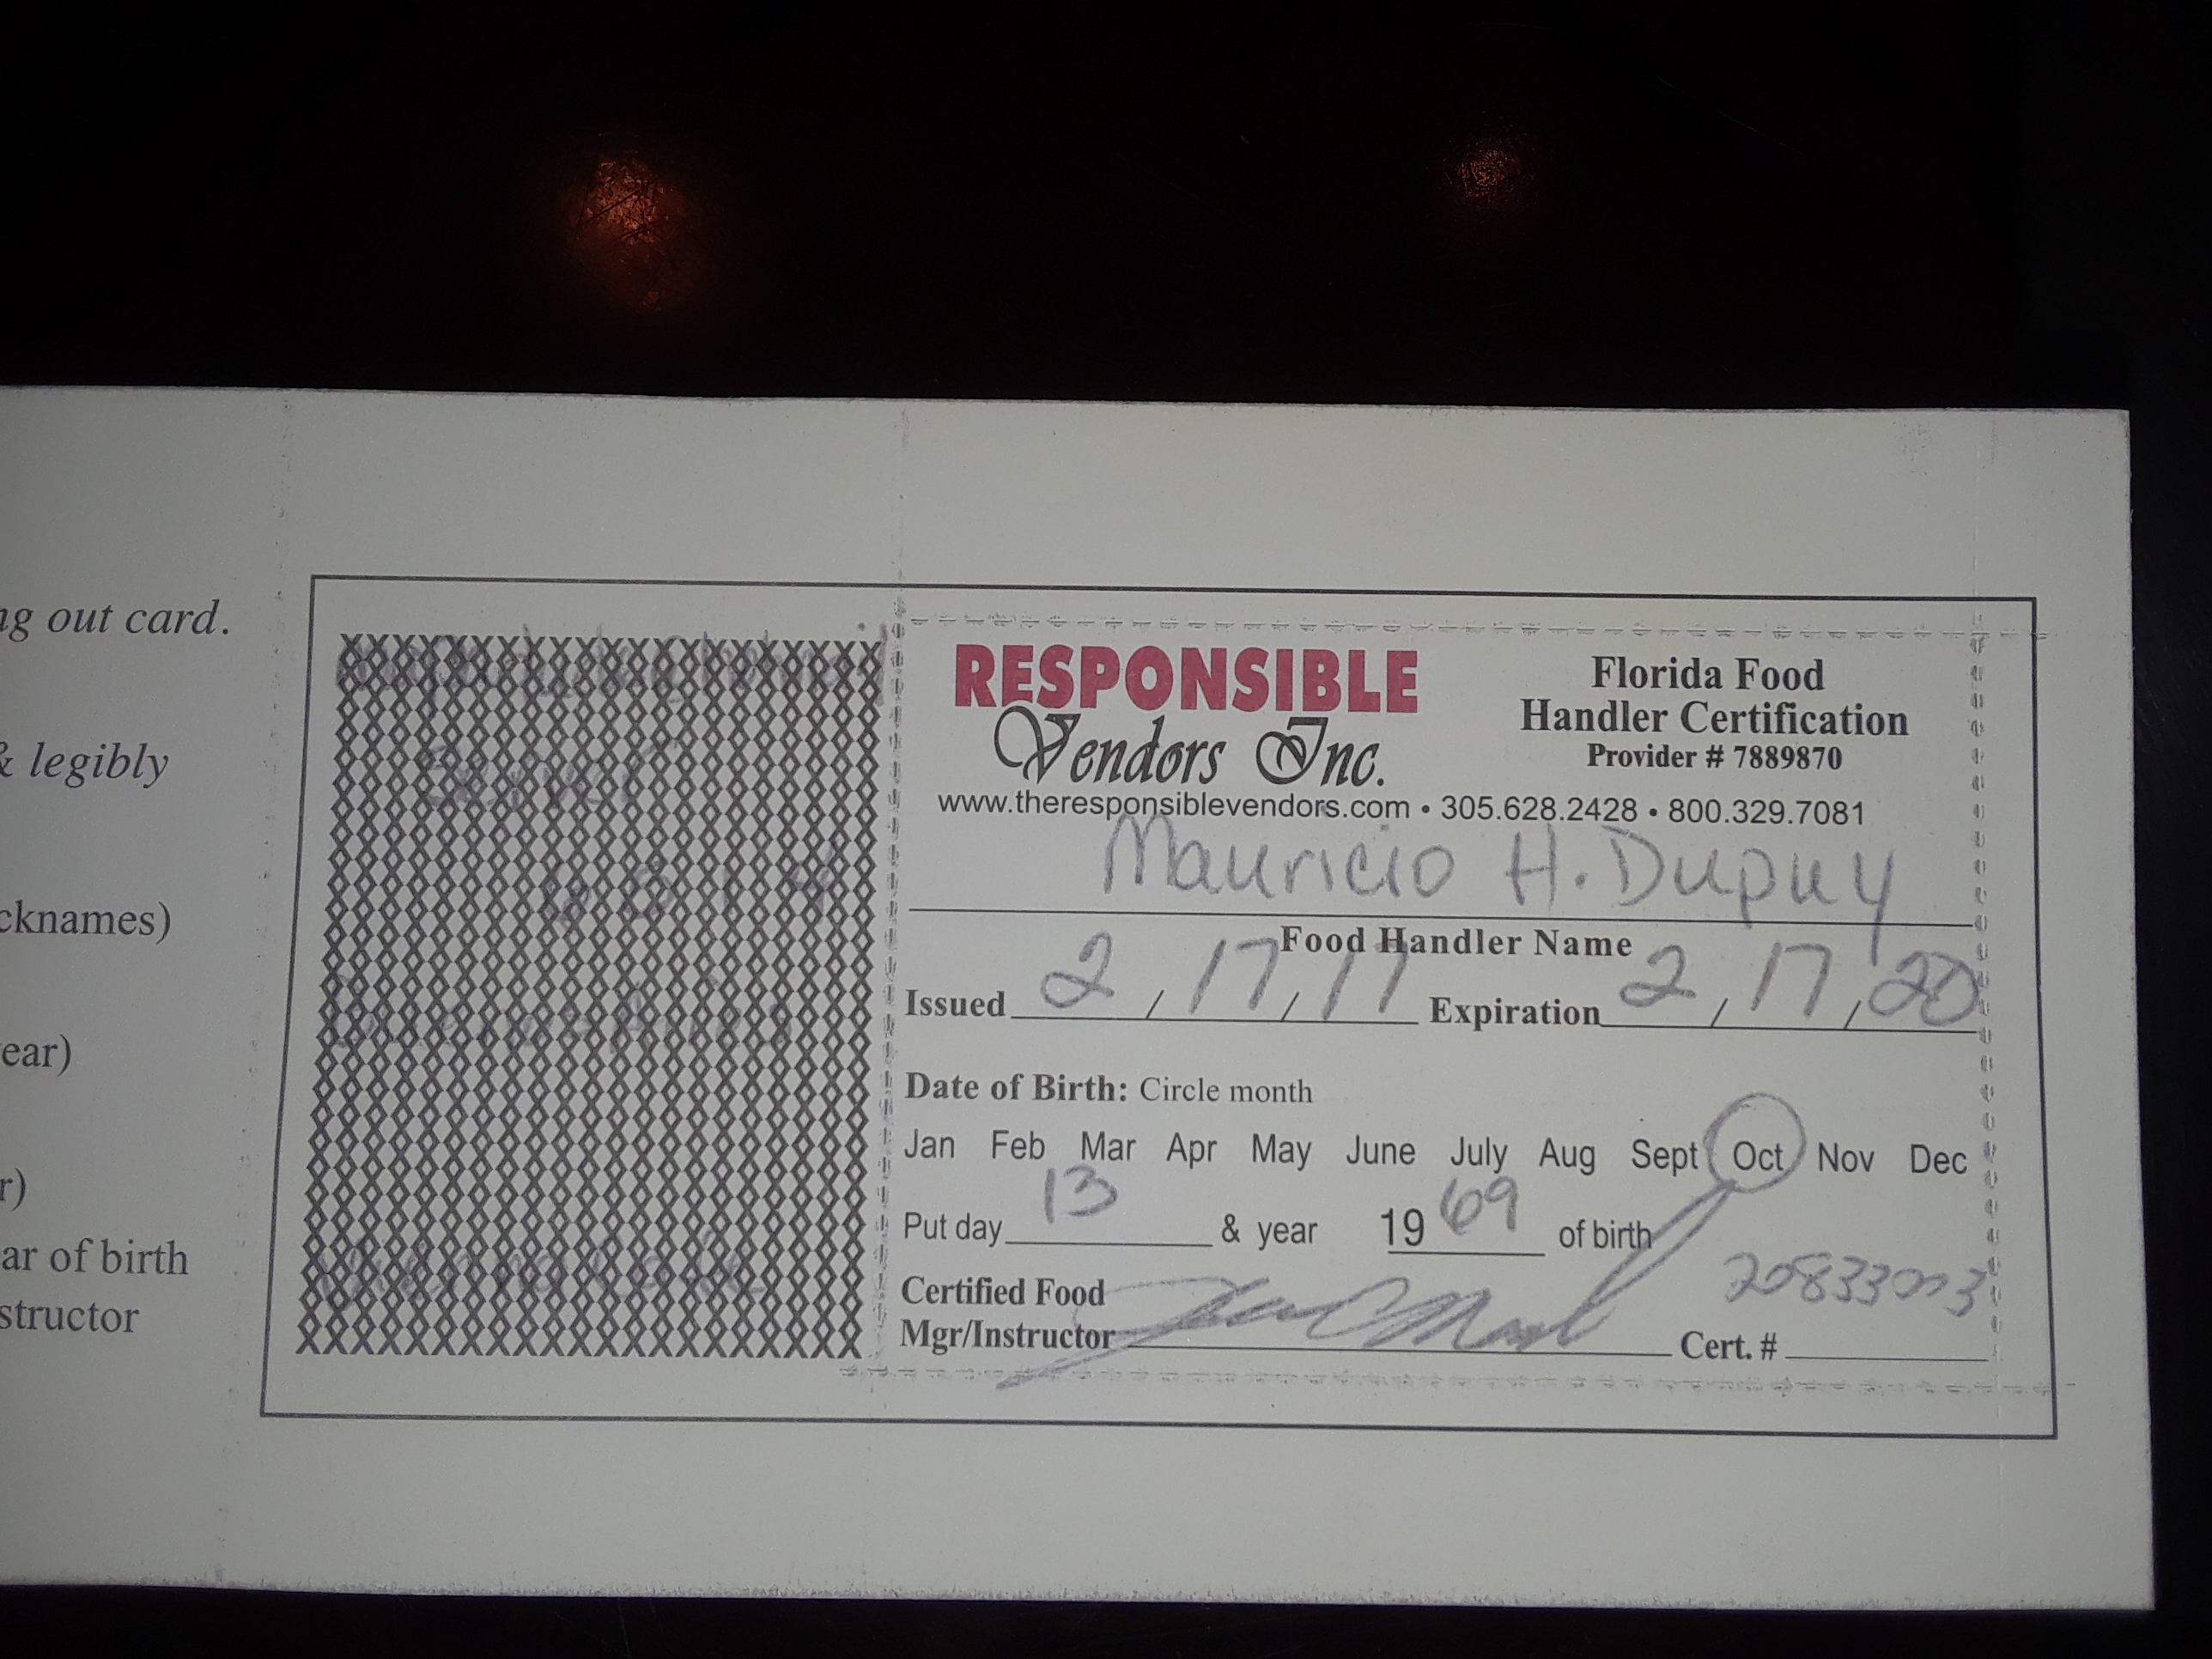 ng out card.
& legibly
cknames)
ear)
r)
ar of birth
structor
RESPONSIBLE
Vendors Inc.
Florida Food
Handler Certification
Provider # 7889870
www.theresponsiblevendors.com • 305.628.2428 • 800.329.7081
Mauricio H. Dupuy
Food Handler Name
Issued 2 / 17 / 17 Expiration 2 / 17 / 20
Date of Birth: Circle month
Jan Feb Mar Apr May June July Aug Sept Oct Nov Dec
Put day 13 & year 19 69 of birth
Certified Food
Mgr/Instructor
Cert. #